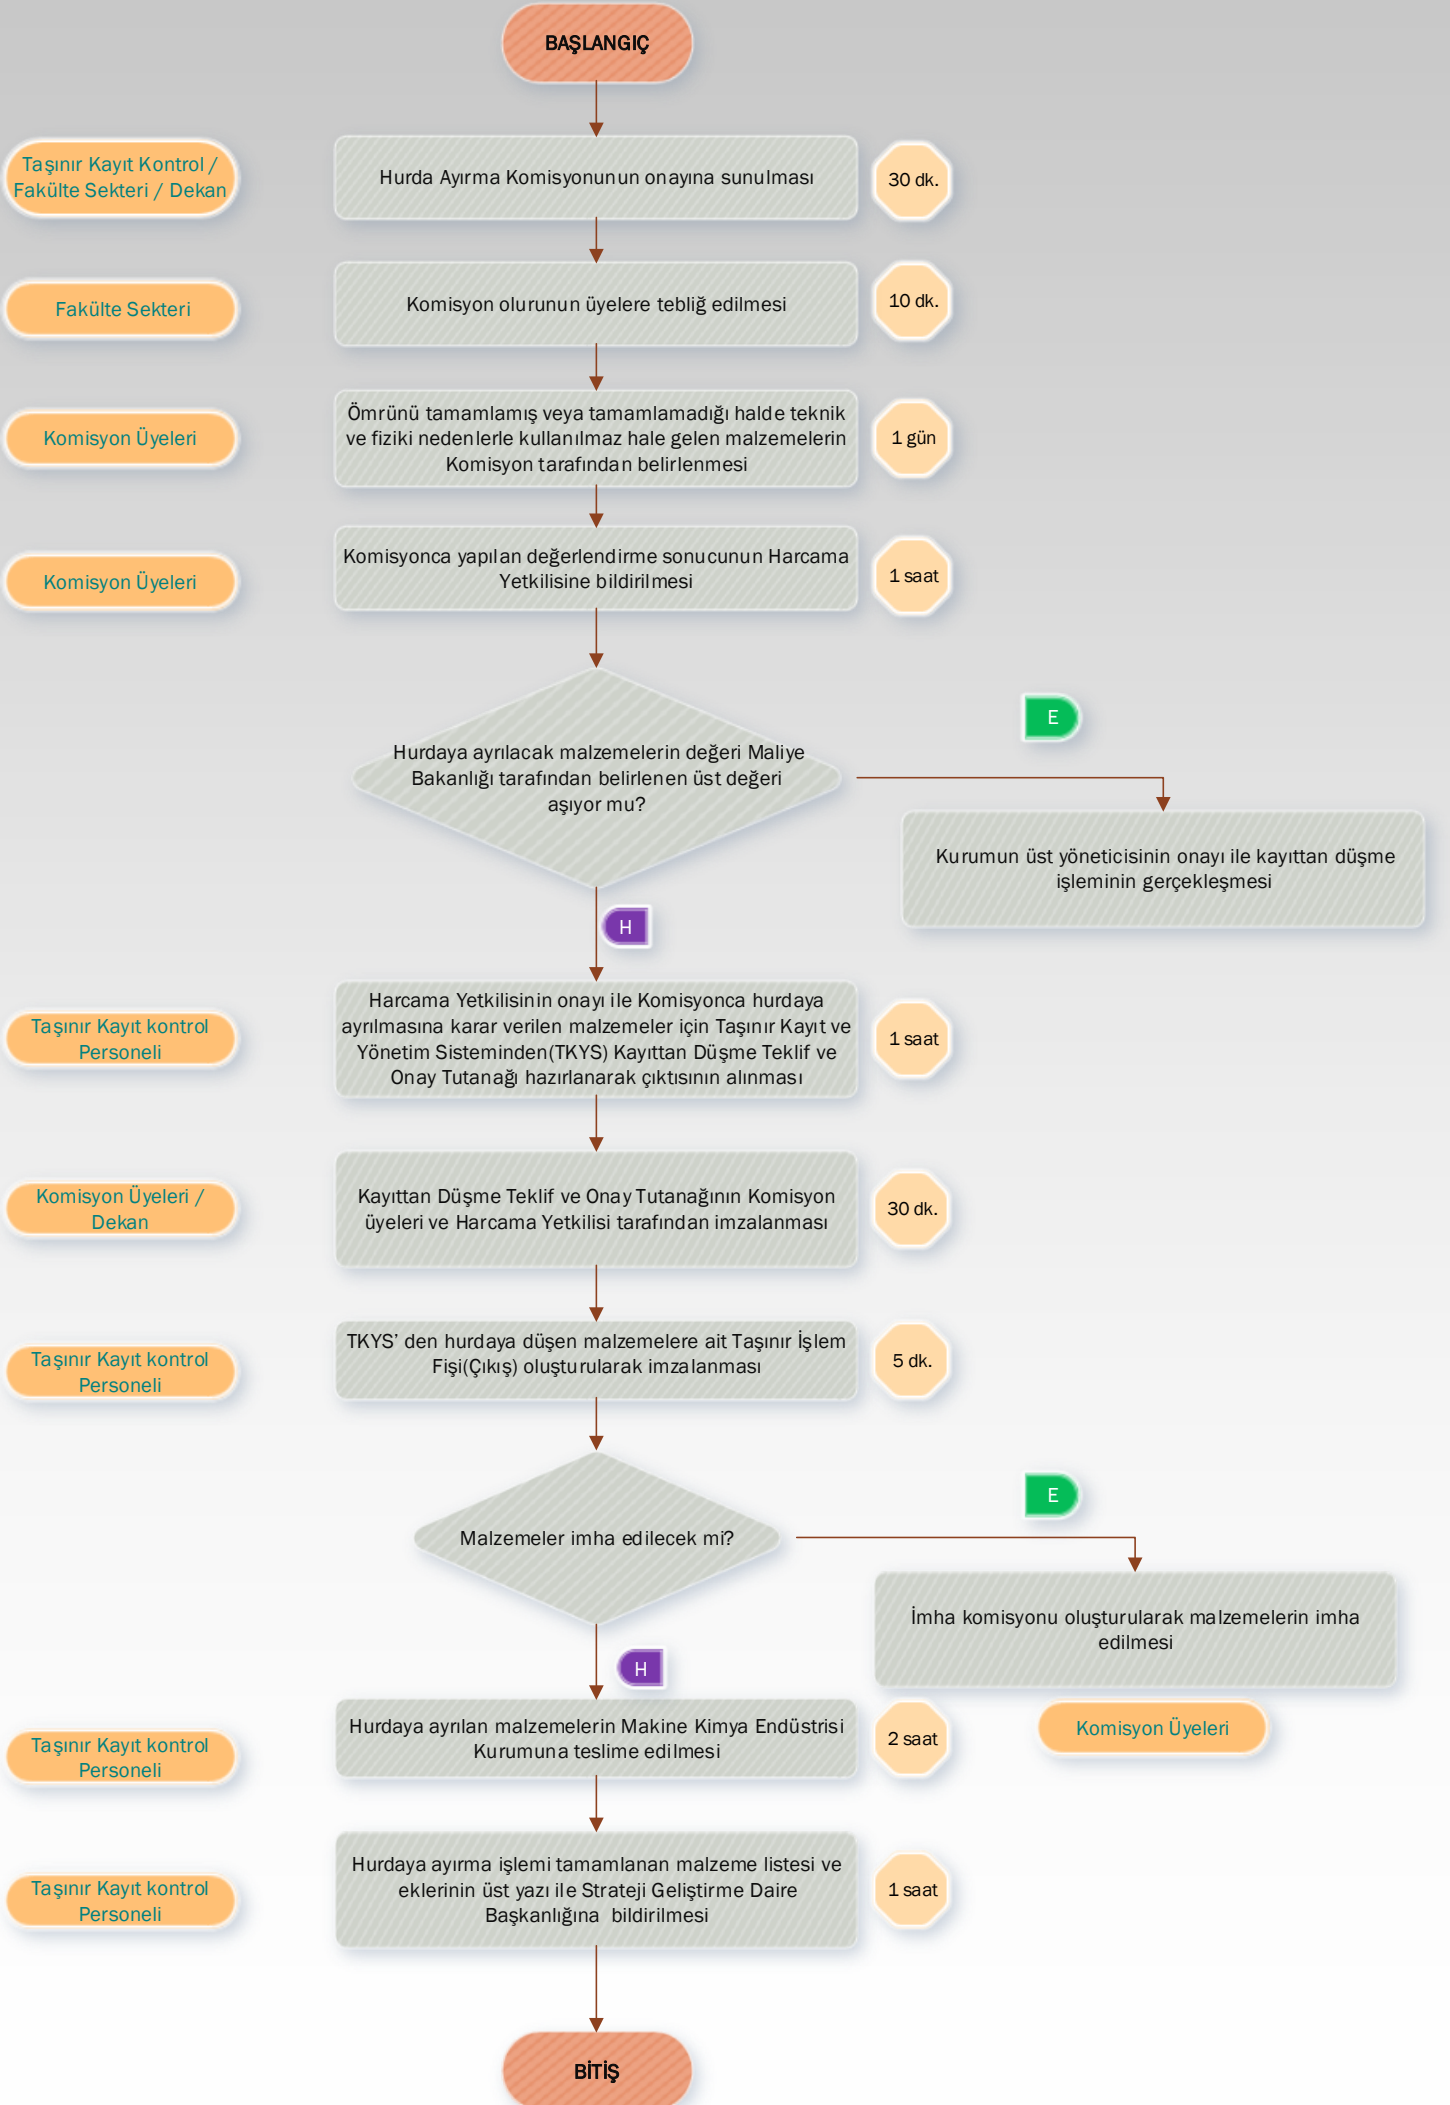 BAŞLANGIÇ
Taşınır Kayıt Kontrol /
Fakülte Sekteri / Dekan
Hurda Ayırma Komisyonunun onayına sunulması
30 dk.
Fakülte Sekteri
Komisyon olurunun üyelere tebliğ edilmesi
10 dk.
Komisyon Üyeleri
Ömrünü tamamlamış veya tamamlamadığı halde teknik
ve fiziki nedenlerle kullanılmaz hale gelen malzemelerin
Komisyon tarafından belirlenmesi
1 gün
Komisyon Üyeleri
Komisyonca yapılan değerlendirme sonucunun Harcama
Yetkilisine bildirilmesi
1 saat
Hurdaya ayrılacak malzemelerin değeri Maliye
Bakanlığı tarafından belirlenen üst değeri
aşıyor mu?
E
Kurumun üst yöneticisinin onayı ile kayıttan düşme
işleminin gerçekleşmesi
H
Taşınır Kayıt kontrol
Personeli
Harcama Yetkilisinin onayı ile Komisyonca hurdaya
ayrılmasına karar verilen malzemeler için Taşınır Kayıt ve
Yönetim Sisteminden(TKYS) Kayıttan Düşme Teklif ve
Onay Tutanağı hazırlanarak çıktısının alınması
1 saat
Komisyon Üyeleri /
Dekan
Kayıttan Düşme Teklif ve Onay Tutanağının Komisyon
üyeleri ve Harcama Yetkilisi tarafından imzalanması
30 dk.
Taşınır Kayıt kontrol
Personeli
TKYS’ den hurdaya düşen malzemelere ait Taşınır İşlem
Fişi(Çıkış) oluşturularak imzalanması
5 dk.
Malzemeler imha edilecek mi?
E
İmha komisyonu oluşturularak malzemelerin imha
edilmesi
Komisyon Üyeleri
H
Taşınır Kayıt kontrol
Personeli
Hurdaya ayrılan malzemelerin Makine Kimya Endüstrisi
Kurumuna teslime edilmesi
2 saat
Taşınır Kayıt kontrol
Personeli
Hurdaya ayırma işlemi tamamlanan malzeme listesi ve
eklerinin üst yazı ile Strateji Geliştirme Daire
Başkanlığına  bildirilmesi
1 saat
BİTİŞ